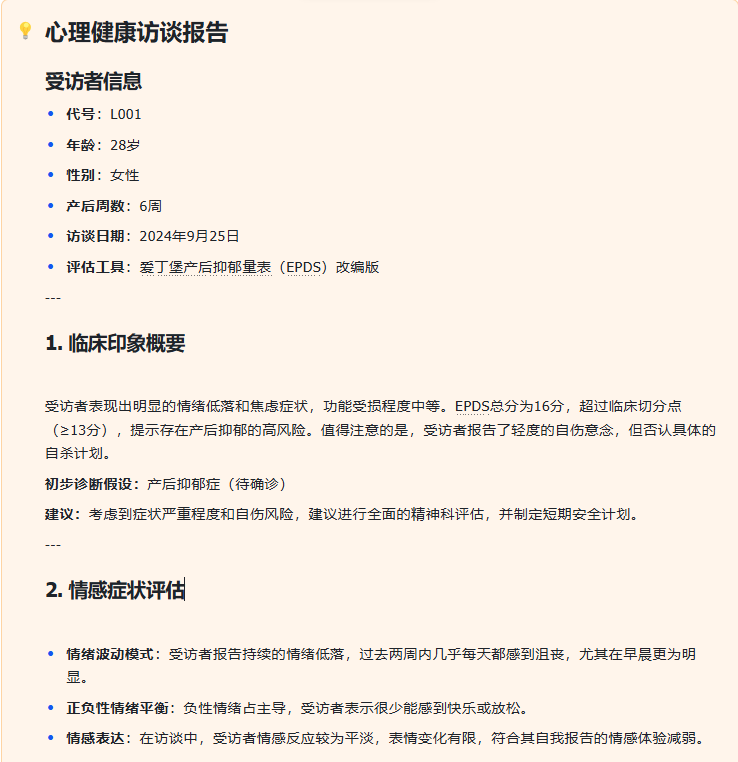 心理健康访谈报告
受访者信息
代号：L001
年龄：28岁
性别：女性
产后周数：6周
访谈日期：2024年9月25日
评估工具：爱丁堡产后抑郁量表（EPDS）改编版
---
1. 临床印象概要
受访者表现出明显的情绪低落和焦虑症状，功能受损程度中等。EPDS总分为16分，超过临床切分点
（≥13分），提示存在产后抑郁的高风险。值得注意的是，受访者报告了轻度的自伤意念，但否认具体的
自杀计划。
初步诊断假设：产后抑郁症（待确诊）
建议：考虑到症状严重程度和自伤风险，建议进行全面的精神科评估，并制定短期安全计划。
---
2. 情感症状评估
情绪波动模式：受访者报告持续的情绪低落，过去两周内几乎每天都感到沮丧，尤其在早晨更为明
显。
正负性情绪平衡：负性情绪占主导，受访者表示很少能感到快乐或放松。
情感表达：在访谈中，受访者情感反应较为平淡，表情变化有限，符合其自我报告的情感体验减弱。